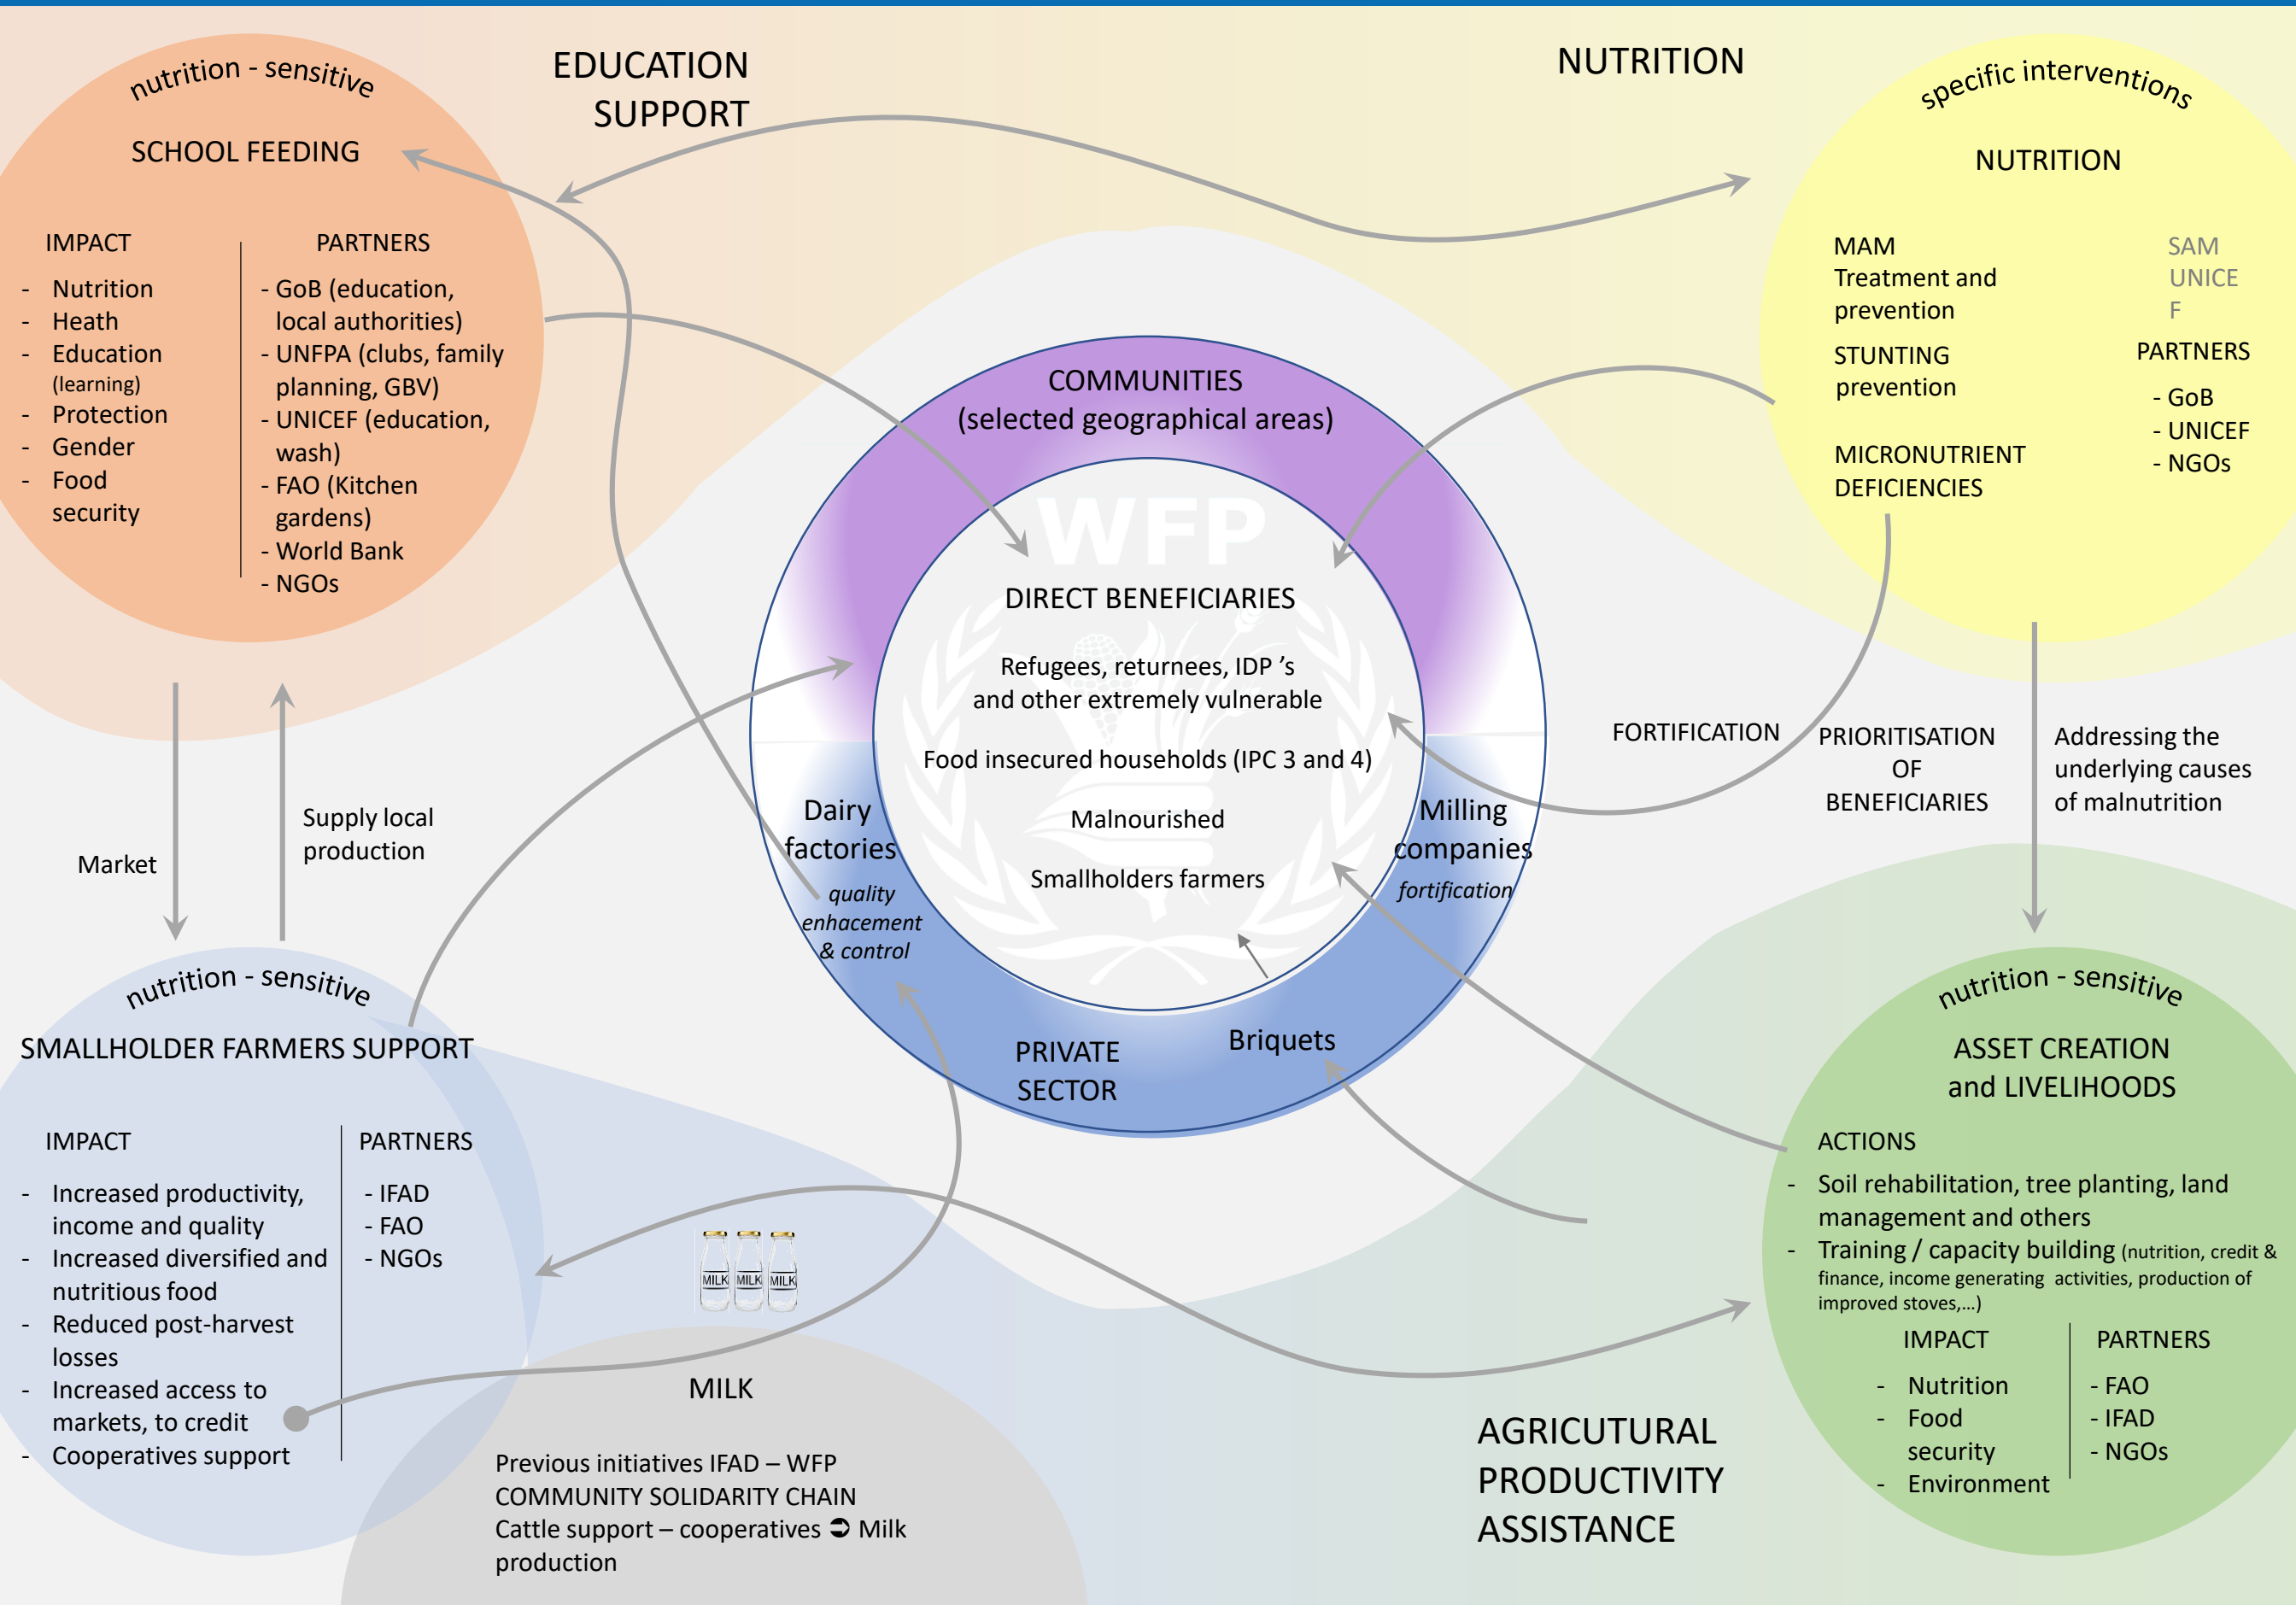 EDUCATION
SUPPORT
NUTRITION
nutrition - sensitive
SCHOOL FEEDING
IMPACT
- Nutrition
- Heath
- Education
(learning)
- Protection
- Gender
- Food
security
PARTNERS
- GoB (education,
local authorities)
- UNFPA (clubs, family
planning, GBV)
- UNICEF (education,
wash)
- FAO (Kitchen
gardens)
- World Bank
- NGOs
specific interventions
NUTRITION
MAM
Treatment and
prevention
STUNTING
prevention
MICRONUTRIENT
DEFICIENCIES
SAM
UNICE
F
PARTNERS
- GoB
- UNICEF
- NGOs
COMMUNITIES
(selected geographical areas)
WFP
DIRECT BENEFICIARIES
Refugees, returnees, IDP 's
and other extremely vulnerable
Food insecured households (IPC 3 and 4)
Malnourished
Smallholders farmers
Dairy
factories
quality
enhacement
& control
Milling
companies
fortification
PRIVATE
SECTOR
Briquets
FORTIFICATION
PRIORITISATION
OF
BENEFICIARIES
Addressing the
underlying causes
of malnutrition
Market
Supply local
production
nutrition - sensitive
SMALLHOLDER FARMERS SUPPORT
IMPACT
- Increased productivity,
income and quality
- Increased diversified and
nutritious food
- Reduced post-harvest
losses
- Increased access to
markets, to credit
- Cooperatives support
PARTNERS
- IFAD
- FAO
- NGOs
MILK
MILK
MILK
MILK
Previous initiatives IFAD – WFP
COMMUNITY SOLIDARITY CHAIN
Cattle support – cooperatives ➲ Milk
production
AGRICUTURAL
PRODUCTIVITY
ASSISTANCE
nutrition - sensitive
ASSET CREATION
and LIVELIHOODS
ACTIONS
- Soil rehabilitation, tree planting, land
management and others
- Training / capacity building (nutrition, credit &
finance, income generating activities, production of
improved stoves,...)
IMPACT
- Nutrition
- Food
security
- Environment
PARTNERS
- FAO
- IFAD
- NGOs